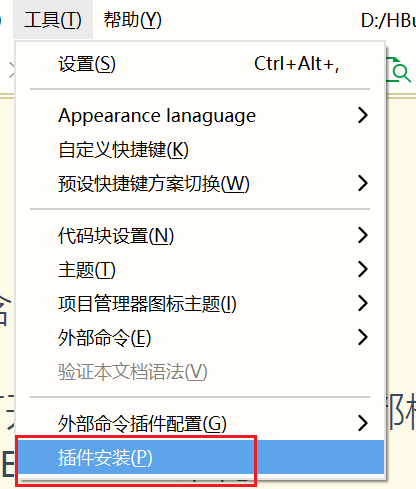 工具(T) 帮助(Y) D:/HBu
设置(S) Ctrl+Alt+,
Appearance lanaguage
自定义快捷键(K)
预设快捷键方案切换(W)
代码块设置(N)
主题(T)
项目管理器图标主题(I)
外部命令(E)
验证本文档语法(V)
外部命令插件配置(G)
插件安装(P)